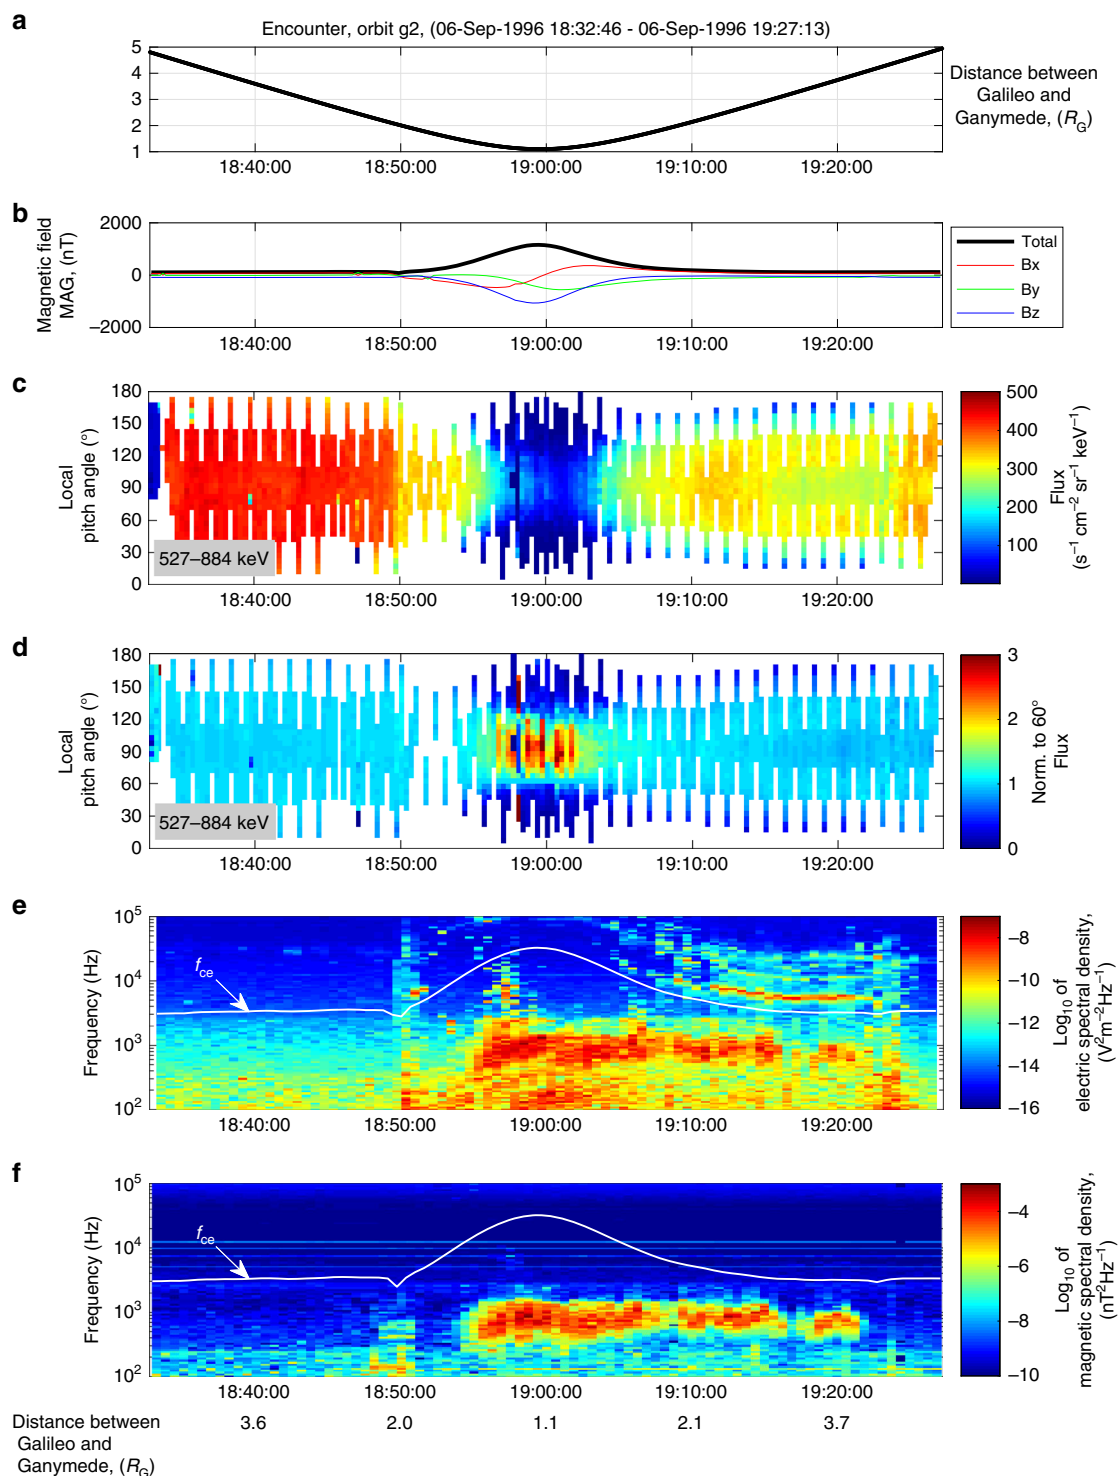 a
Encounter, orbit g2, (06-Sep-1996 18:32:46 - 06-Sep-1996 19:27:13)
5
4
3
2
1
18:40:00 18:50:00 19:00:00 19:10:00 19:20:00
Distance between
Galileo and
Ganymede, (R_G)
b
Magnetic field
MAG, (nT)
2000
0
−2000
18:40:00 18:50:00 19:00:00 19:10:00 19:20:00
Total
Bx
By
Bz
c
Local
pitch angle (°)
180
150
120
90
60
30
0
527–884 keV
18:40:00 18:50:00 19:00:00 19:10:00 19:20:00
500
400
300
200
100
Flux
(s⁻¹ cm⁻² sr⁻¹ keV⁻¹)
d
Local
pitch angle (°)
180
150
120
90
60
30
0
527–884 keV
18:40:00 18:50:00 19:00:00 19:10:00 19:20:00
3
2
1
0
Norm. to 60°
Flux
e
Frequency (Hz)
10⁵
10⁴
10³
10²
f_ce
18:40:00 18:50:00 19:00:00 19:10:00 19:20:00
−8
−10
−12
−14
−16
Log₁₀ of
electric spectral density,
(V²m⁻²Hz⁻¹)
f
Frequency (Hz)
10⁵
10⁴
10³
10²
f_ce
18:40:00 18:50:00 19:00:00 19:10:00 19:20:00
−4
−6
−8
−10
Log₁₀ of
magnetic spectral density,
(nT²Hz⁻¹)
Distance between
Galileo and
Ganymede, (R_G)
3.6 2.0 1.1 2.1 3.7